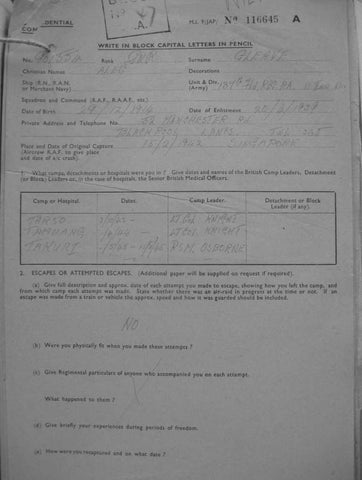 CONFIDENTIAL
M.I. 9/JAP/ No 116645 A
WRITE IN BLOCK CAPITAL LETTERS IN PENCIL
No. Rank GNR Surname GLEAVE
Christian Names ALEC Decorations
Ship (R.N., R.A.N. or Merchant Navy) Unit & Div. (Army)
Squadron and Command (R.A.F., R.A.A.F., etc.)
Date of Birth 1914 Date of Enlistment 1939
Private Address and Telephone No. 52 MANCHESTER RD
BLACKPOOL LANCS
Place and Date of Original Capture 15/2/1942 SINGAPORE
(Aircrew R.A.F. to give place and date of a/c crash).
1. What camps, detachments or hospitals were you in? Give dates and names of the British Camp Leaders, Detachment (or Block) Leaders or, in the case of hospitals, the Senior British Medical Officers.
Camp or Hospital. Dates. Camp Leader. Detachment or Block Leader (if any).
LT COL KNIGHT
LT COL KNIGHT
R.S.M. OSBORNE
2. ESCAPES OR ATTEMPTED ESCAPES. (Additional paper will be supplied on request if required).
(a) Give full description and approx. date of each attempt you made to escape, showing how you left the camp, and
from which camp each attempt was made. State whether there was an air-raid in progress at the time or not. If an
escape was made from a train or vehicle the approx. speed and how it was guarded should be included.
NO
(b) Were you physically fit when you made these attempts?
(c) Give Regimental particulars of anyone who accompanied you on each attempt.
What happened to them?
(d) Give briefly your experiences during periods of freedom.
(e) How were you recaptured and on what date?